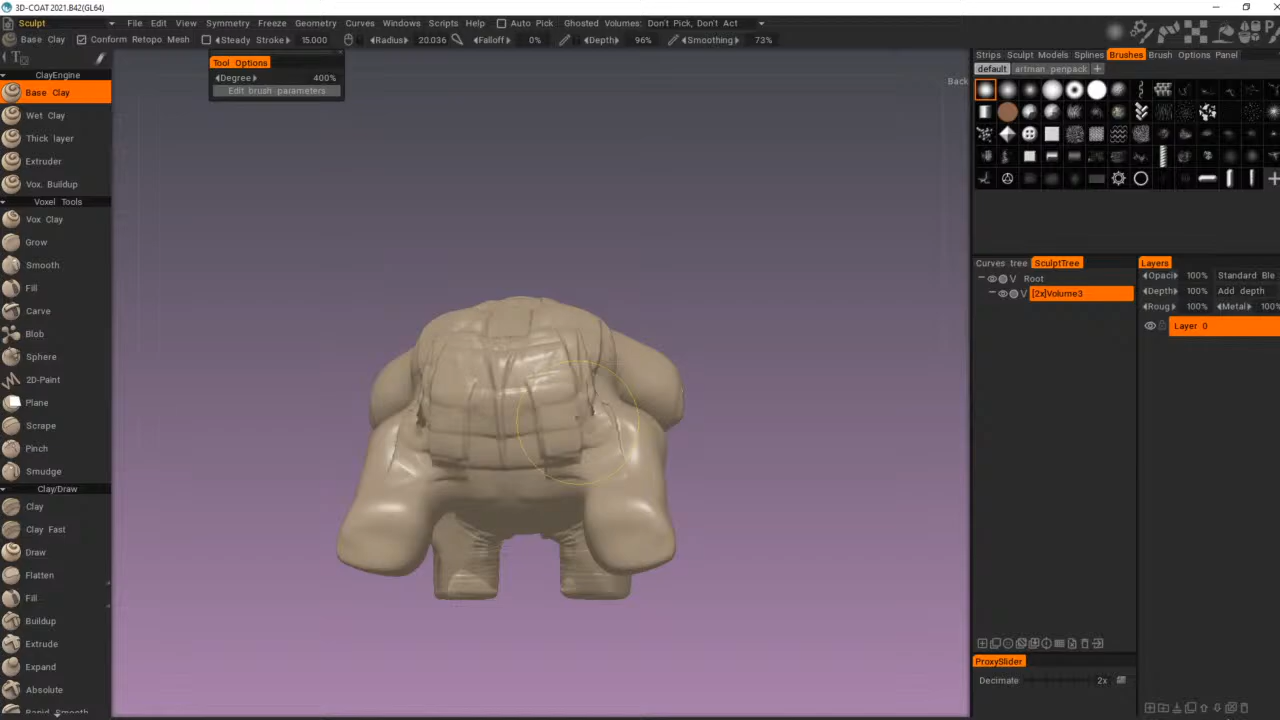 3D-COAT 2021.B42(GL64)
Sculpt File Edit View Symmetry Freeze Geometry Curves Windows Scripts Help Auto Pick Ghosted Volumes: Don't Pick, Don't Act
Base Clay Conform Retopo Mesh Steady Stroke 15.000 Radius 20.036 Falloff 0% Depth 96% Smoothing 73%
Tool Options
Degree 400%
Edit brush parameters
Back
ClayEngine
Base Clay
Wet Clay
Thick layer
Extruder
Vox. Buildup
Voxel Tools
Vox Clay
Grow
Smooth
Fill
Carve
Blob
Sphere
2D-Paint
Plane
Scrape
Pinch
Smudge
Clay/Draw
Clay
Clay Fast
Draw
Flatten
Fill
Buildup
Extrude
Expand
Absolute
Rapid Smooth
Strips Sculpt Models Splines Brushes Brush Options Panel
default artman penpack +
Curves tree SculptTree
V Root
V [2x]Volume3
Layers
Opaci 100% Standard Ble
Depth 100% Add depth
Roug 100% Metal 100%
Layer 0
ProxySlider
Decimate 2x